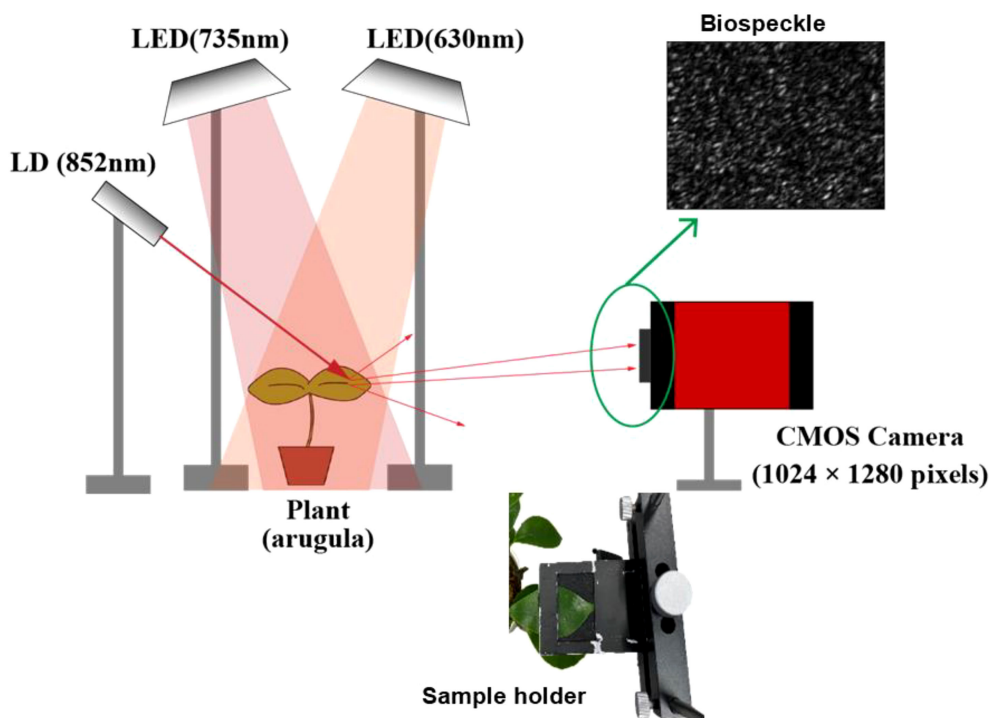 Biospeckle
LED(735nm)
LED(630nm)
LD (852nm)
CMOS Camera
(1024 × 1280 pixels)
Plant
(arugula)
Sample holder